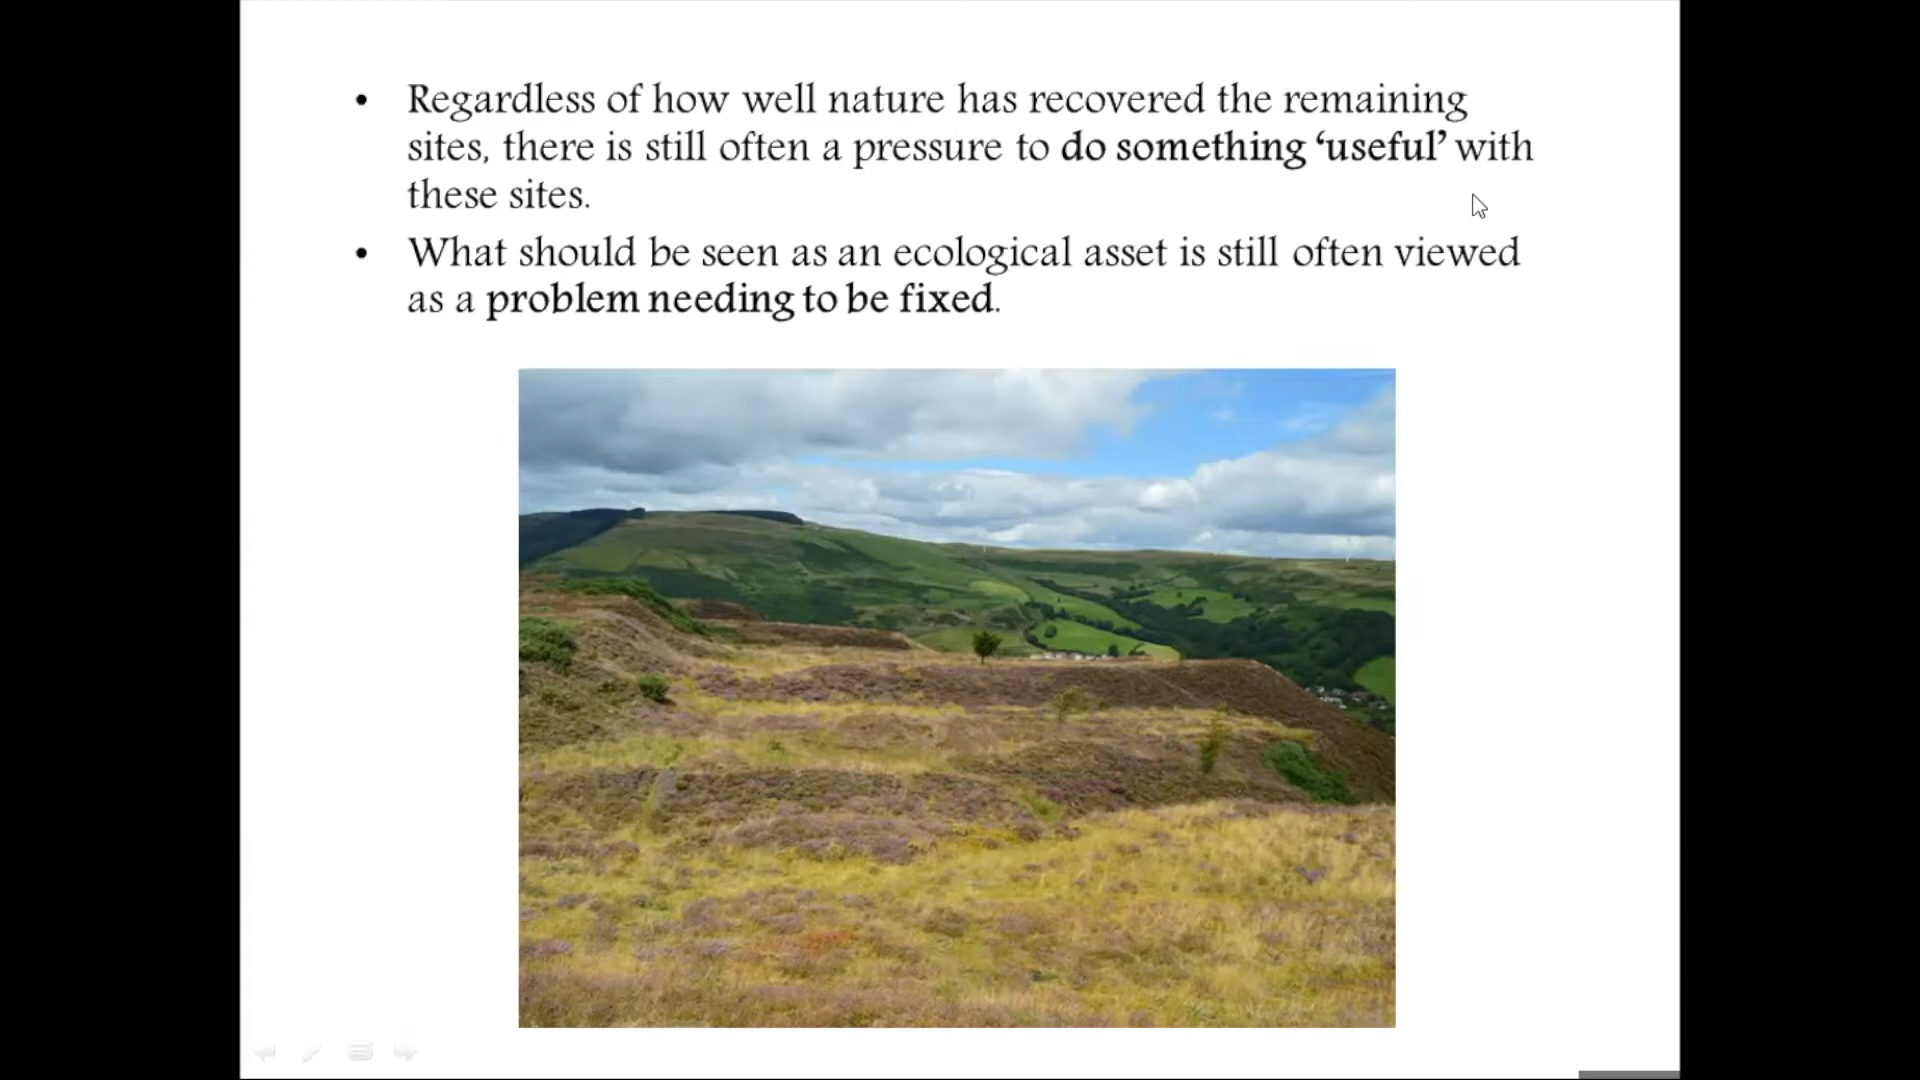 • Regardless of how well nature has recovered the remaining
sites, there is still often a pressure to do something ‘useful’ with
these sites.
• What should be seen as an ecological asset is still often viewed
as a problem needing to be fixed.